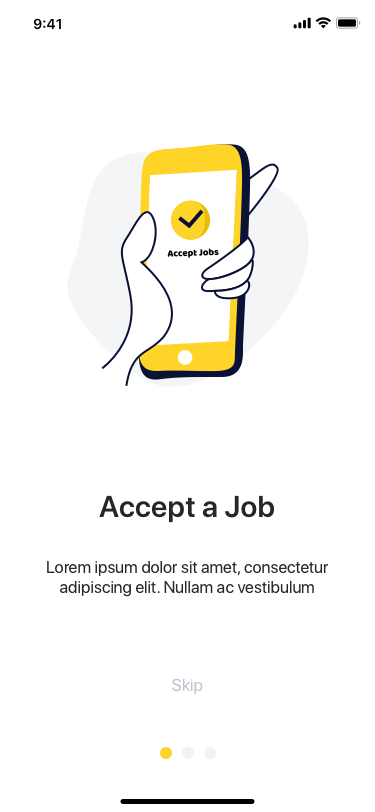 9:41
Accept Jobs
Accept a Job
Lorem ipsum dolor sit amet, consectetur
adipiscing elit. Nullam ac vestibulum
Skip